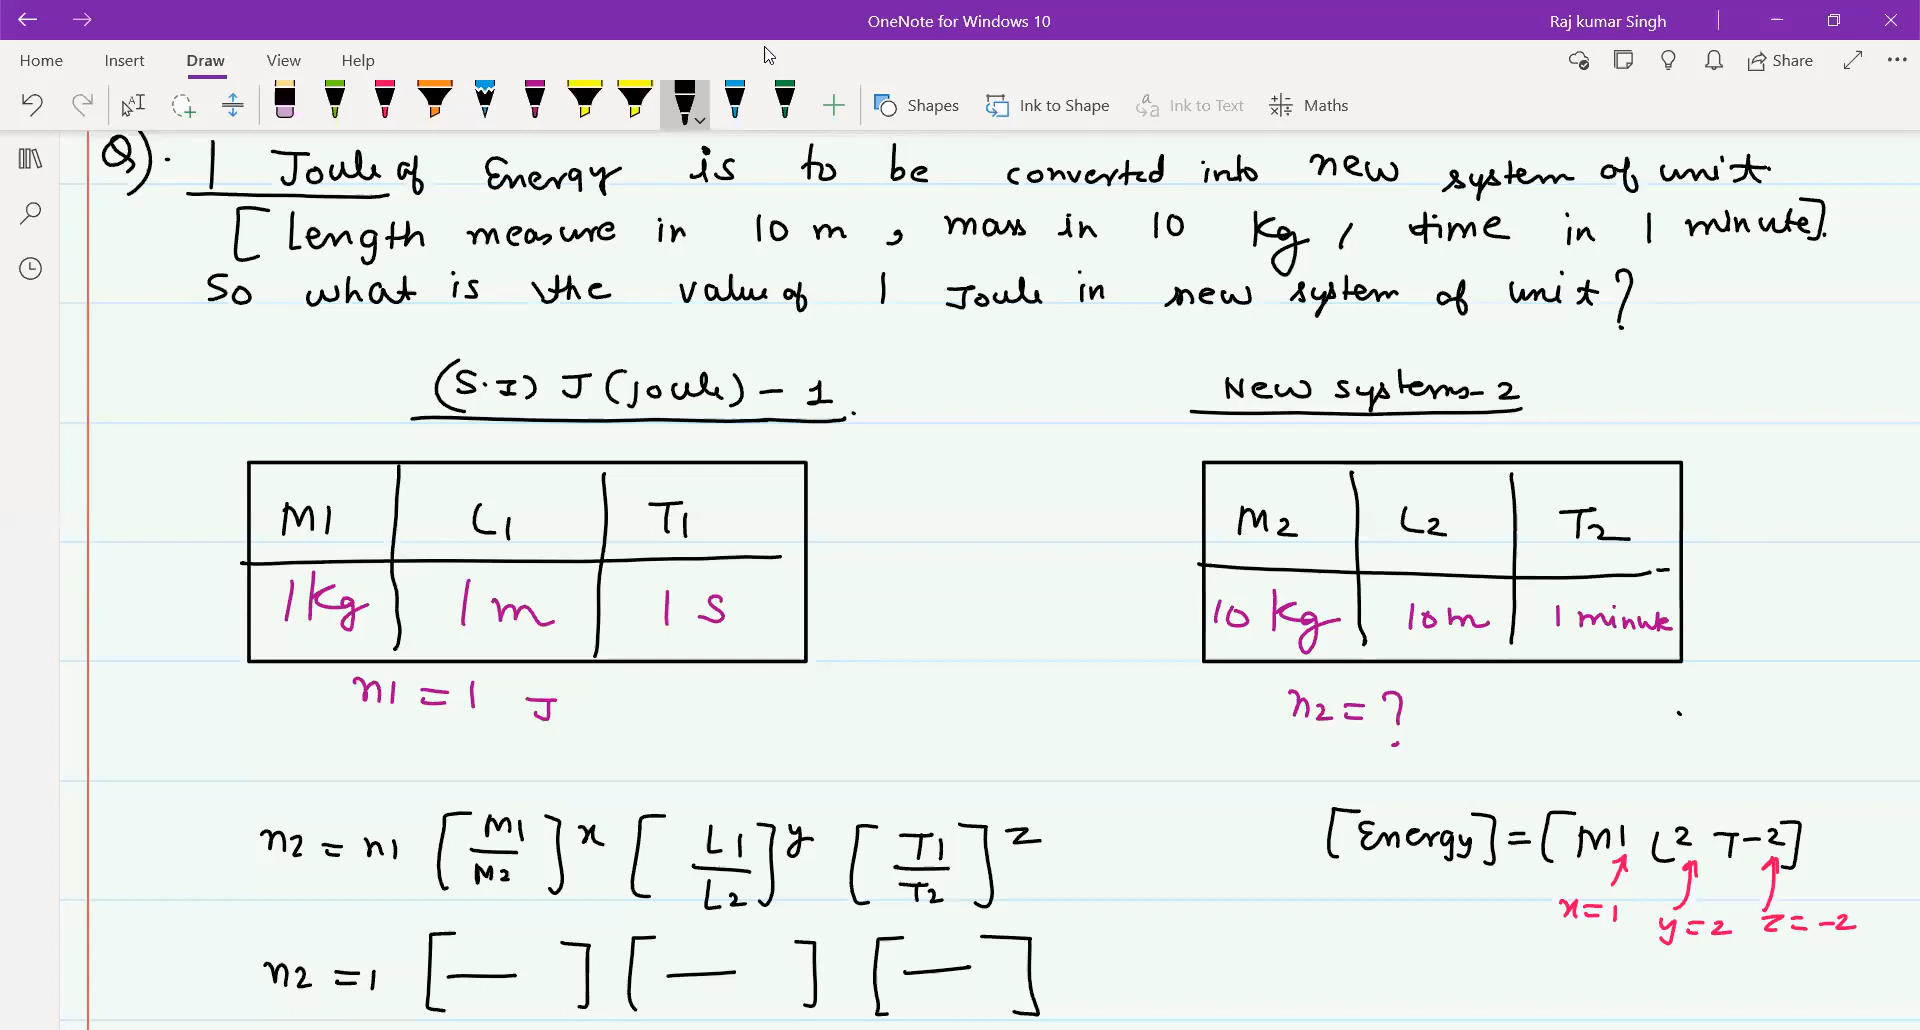 OneNote for Windows 10
Raj kumar Singh
Home Insert Draw View Help
Share
Shapes Ink to Shape Ink to Text Maths
Q). 1 Joule of Energy is to be converted into new system of unit
[Length measure in 10 m, mass in 10 Kg, time in 1 minute].
So what is the value of 1 Joule in new system of unit?
(S.I) J (joule) - 1.
New systems - 2
M1 L1 T1
1 Kg 1 m 1 S
n1 = 1 J
M2 L2 T2
10 Kg 10 m 1 minute
n2 = ?
n2 = n1 [M1/M2]x [L1/L2]y [T1/T2]z
[Energy] = [M1 L2 T-2]
x=1 y=2 z=-2
n2 = 1 [—] [—] [—]